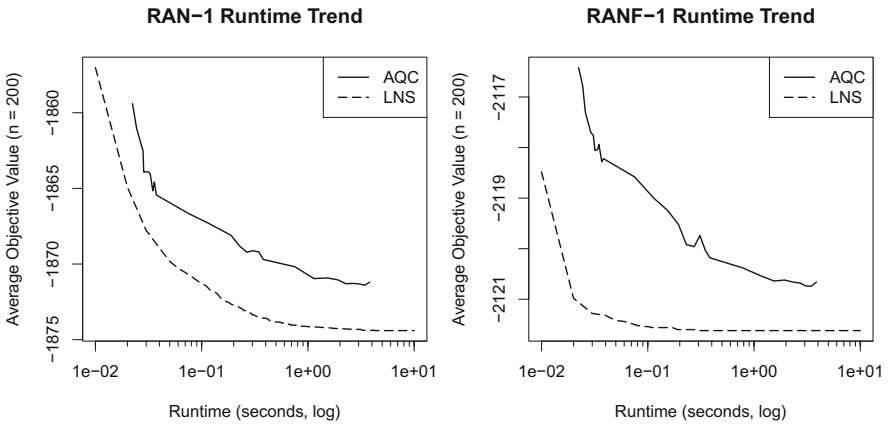 RAN−1 Runtime Trend
Average Objective Value (n = 200)
−1860
−1865
−1870
−1875
AQC
LNS
1e−02
1e−01
1e+00
1e+01
Runtime (seconds, log)
RANF−1 Runtime Trend
Average Objective Value (n = 200)
−2117
−2119
−2121
AQC
LNS
1e−02
1e−01
1e+00
1e+01
Runtime (seconds, log)